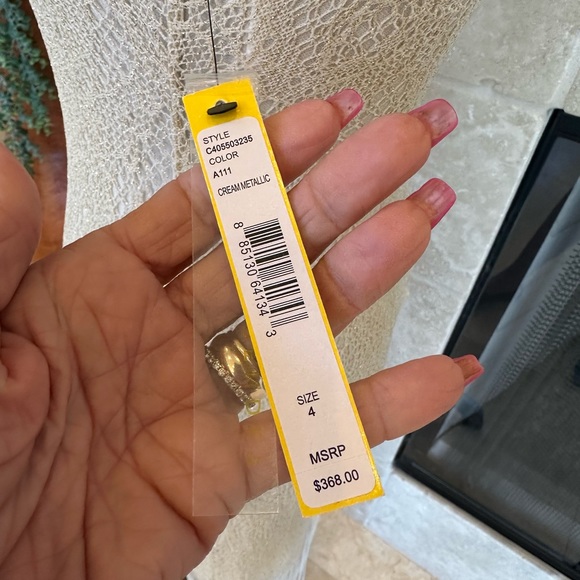 STYLE
C405503235
COLOR
A111
CREAM METALLIC
8 85130 64134 3
SIZE
4
MSRP
$368.00